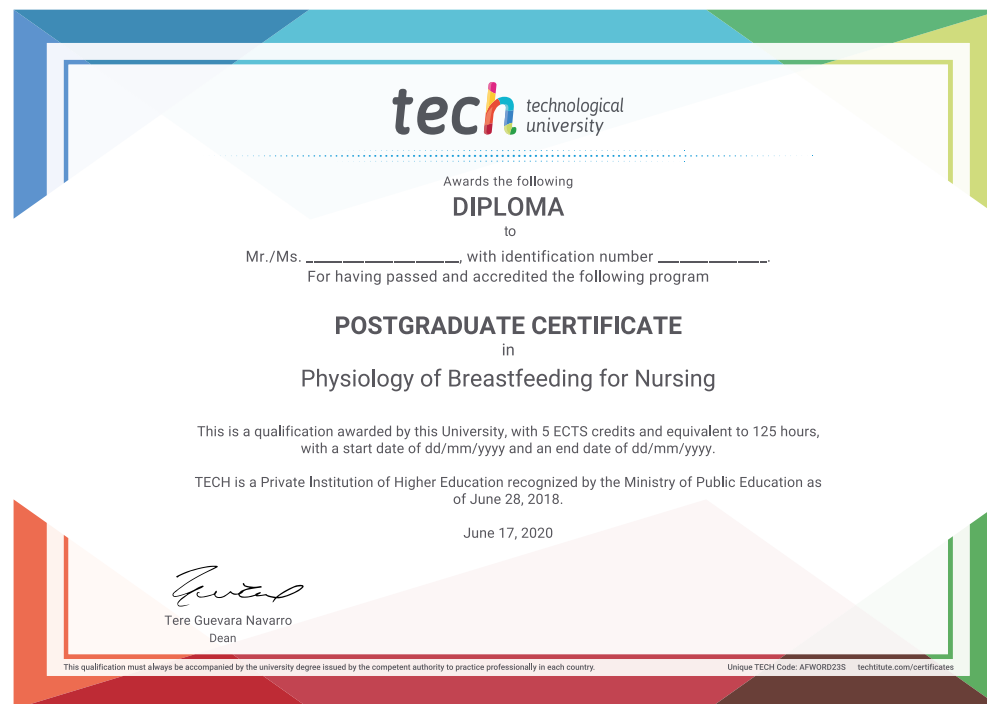 tech technological university
Awards the following
DIPLOMA
to
Mr./Ms. ____________________, with identification number ______________.
For having passed and accredited the following program
POSTGRADUATE CERTIFICATE
in
Physiology of Breastfeeding for Nursing
This is a qualification awarded by this University, with 5 ECTS credits and equivalent to 125 hours,
with a start date of dd/mm/yyyy and an end date of dd/mm/yyyy.
TECH is a Private Institution of Higher Education recognized by the Ministry of Public Education as
of June 28, 2018.
June 17, 2020
Tere Guevara Navarro
Dean
This qualification must always be accompanied by the university degree issued by the competent authority to practice professionally in each country.
Unique TECH Code: AFWORD23S techtitute.com/certificates